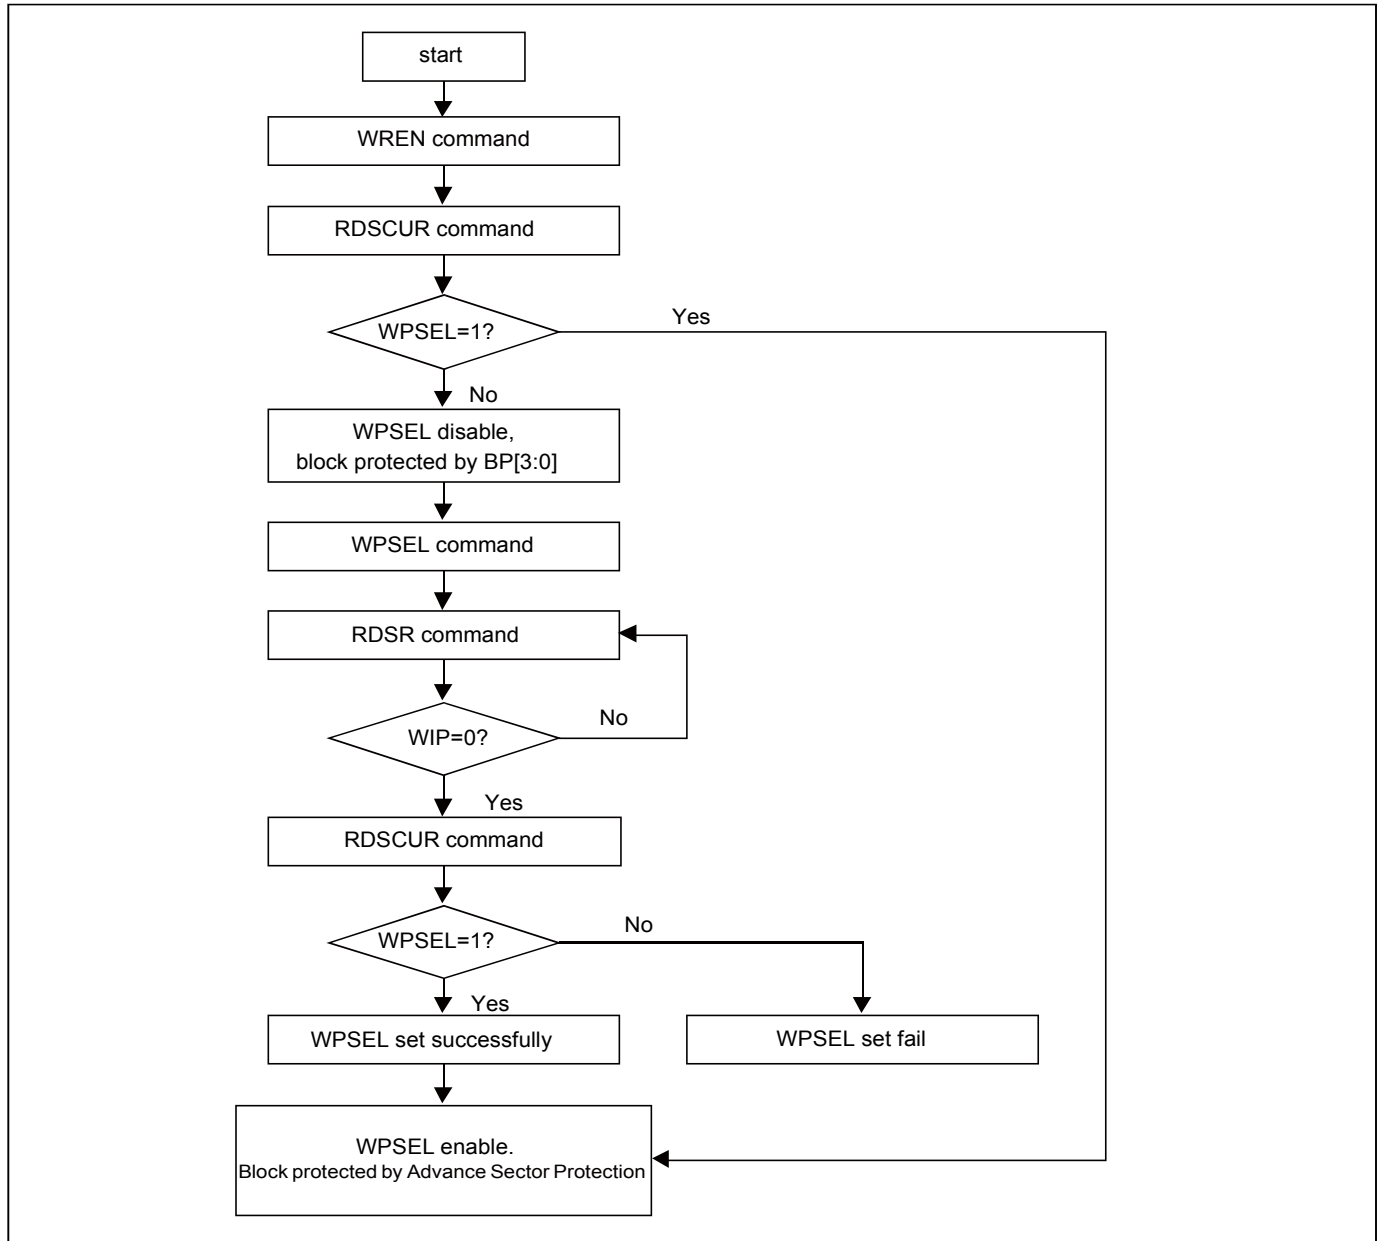 start
WREN command
RDSCUR command
WPSEL=1?
Yes
No
WPSEL disable,
block protected by BP[3:0]
WPSEL command
RDSR command
WIP=0?
No
Yes
RDSCUR command
WPSEL=1?
No
Yes
WPSEL set successfully
WPSEL set fail
WPSEL enable.
Block protected by Advance Sector Protection